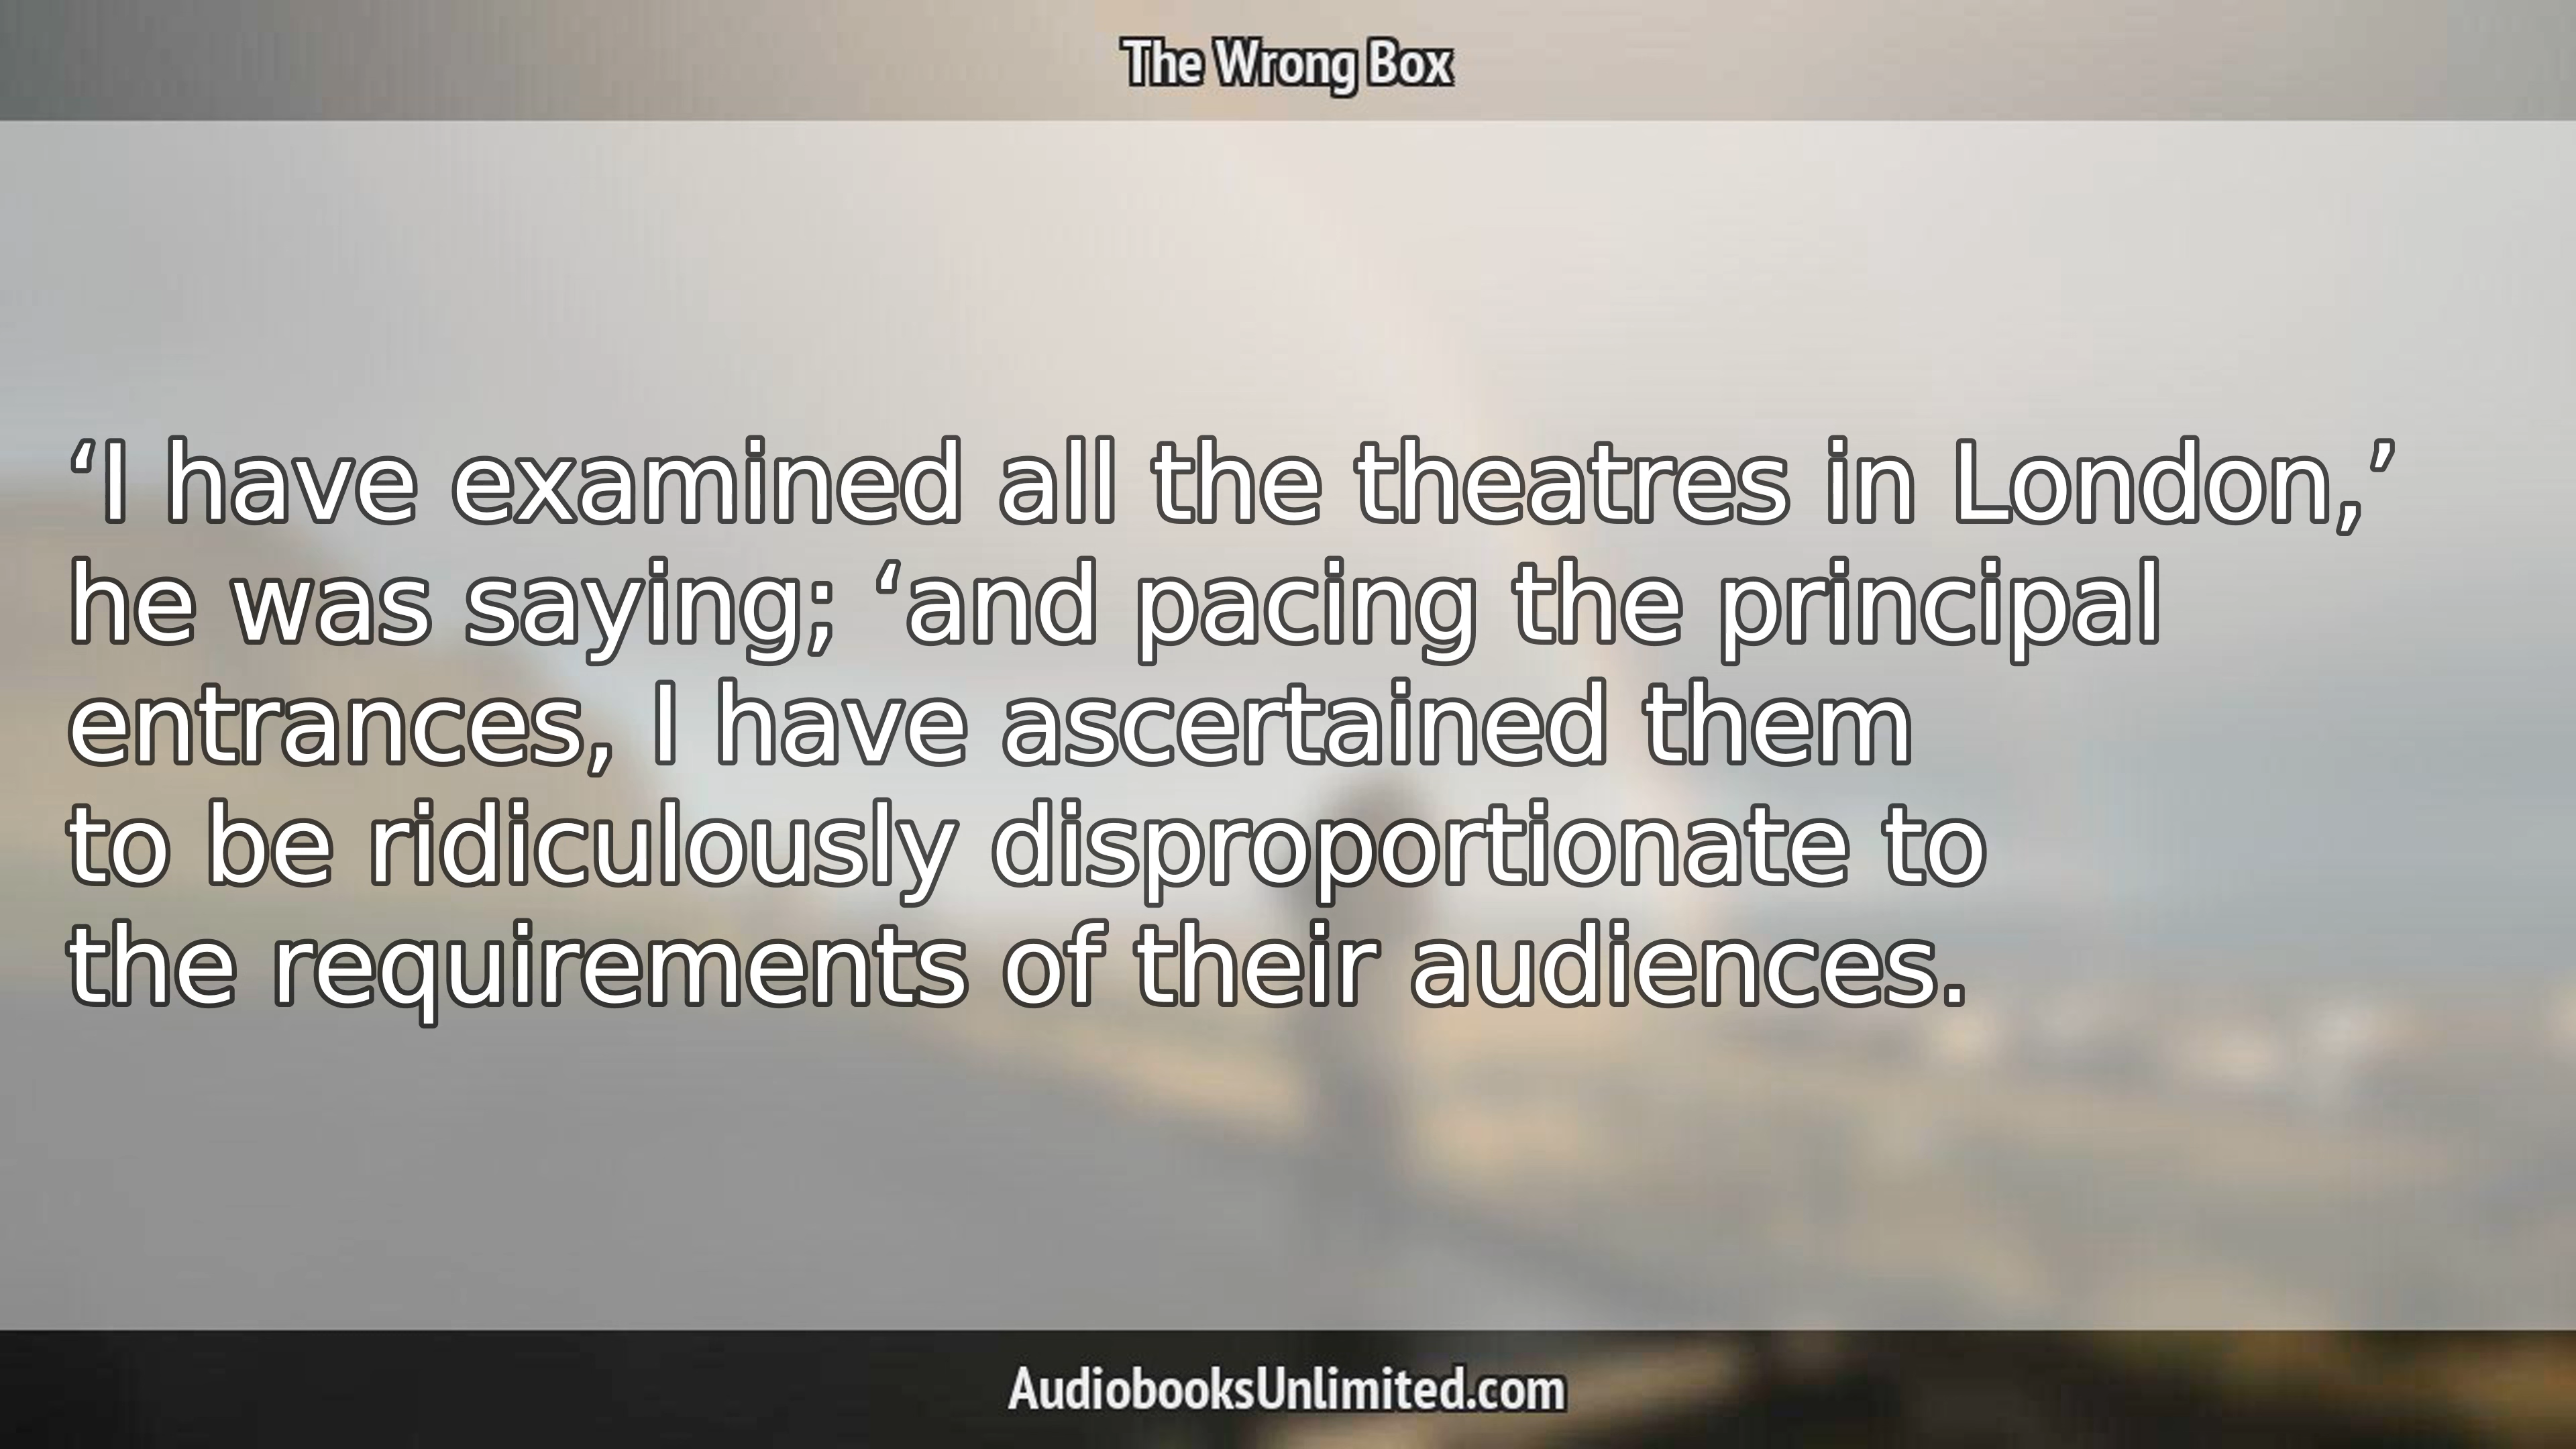 The Wrong Box
‘I have examined all the theatres in London,’
he was saying; ‘and pacing the principal
entrances, I have ascertained them
to be ridiculously disproportionate to
the requirements of their audiences.
AudiobooksUnlimited.com